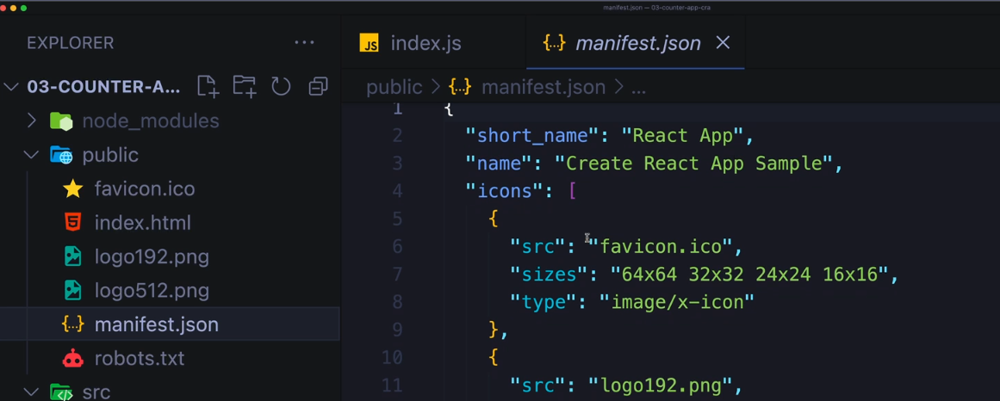 manifest.json — 03-counter-app-cra
EXPLORER
...
03-COUNTER-A...
node_modules
public
favicon.ico
index.html
logo192.png
logo512.png
{..} manifest.json
robots.txt
src
JS index.js
{..} manifest.json
public > {..} manifest.json > ...
1 {
2 "short_name": "React App",
3 "name": "Create React App Sample",
4 "icons": [
5 {
6 "src": "favicon.ico",
7 "sizes": "64x64 32x32 24x24 16x16",
8 "type": "image/x-icon"
9 },
10 {
11 "src": "logo192.png",